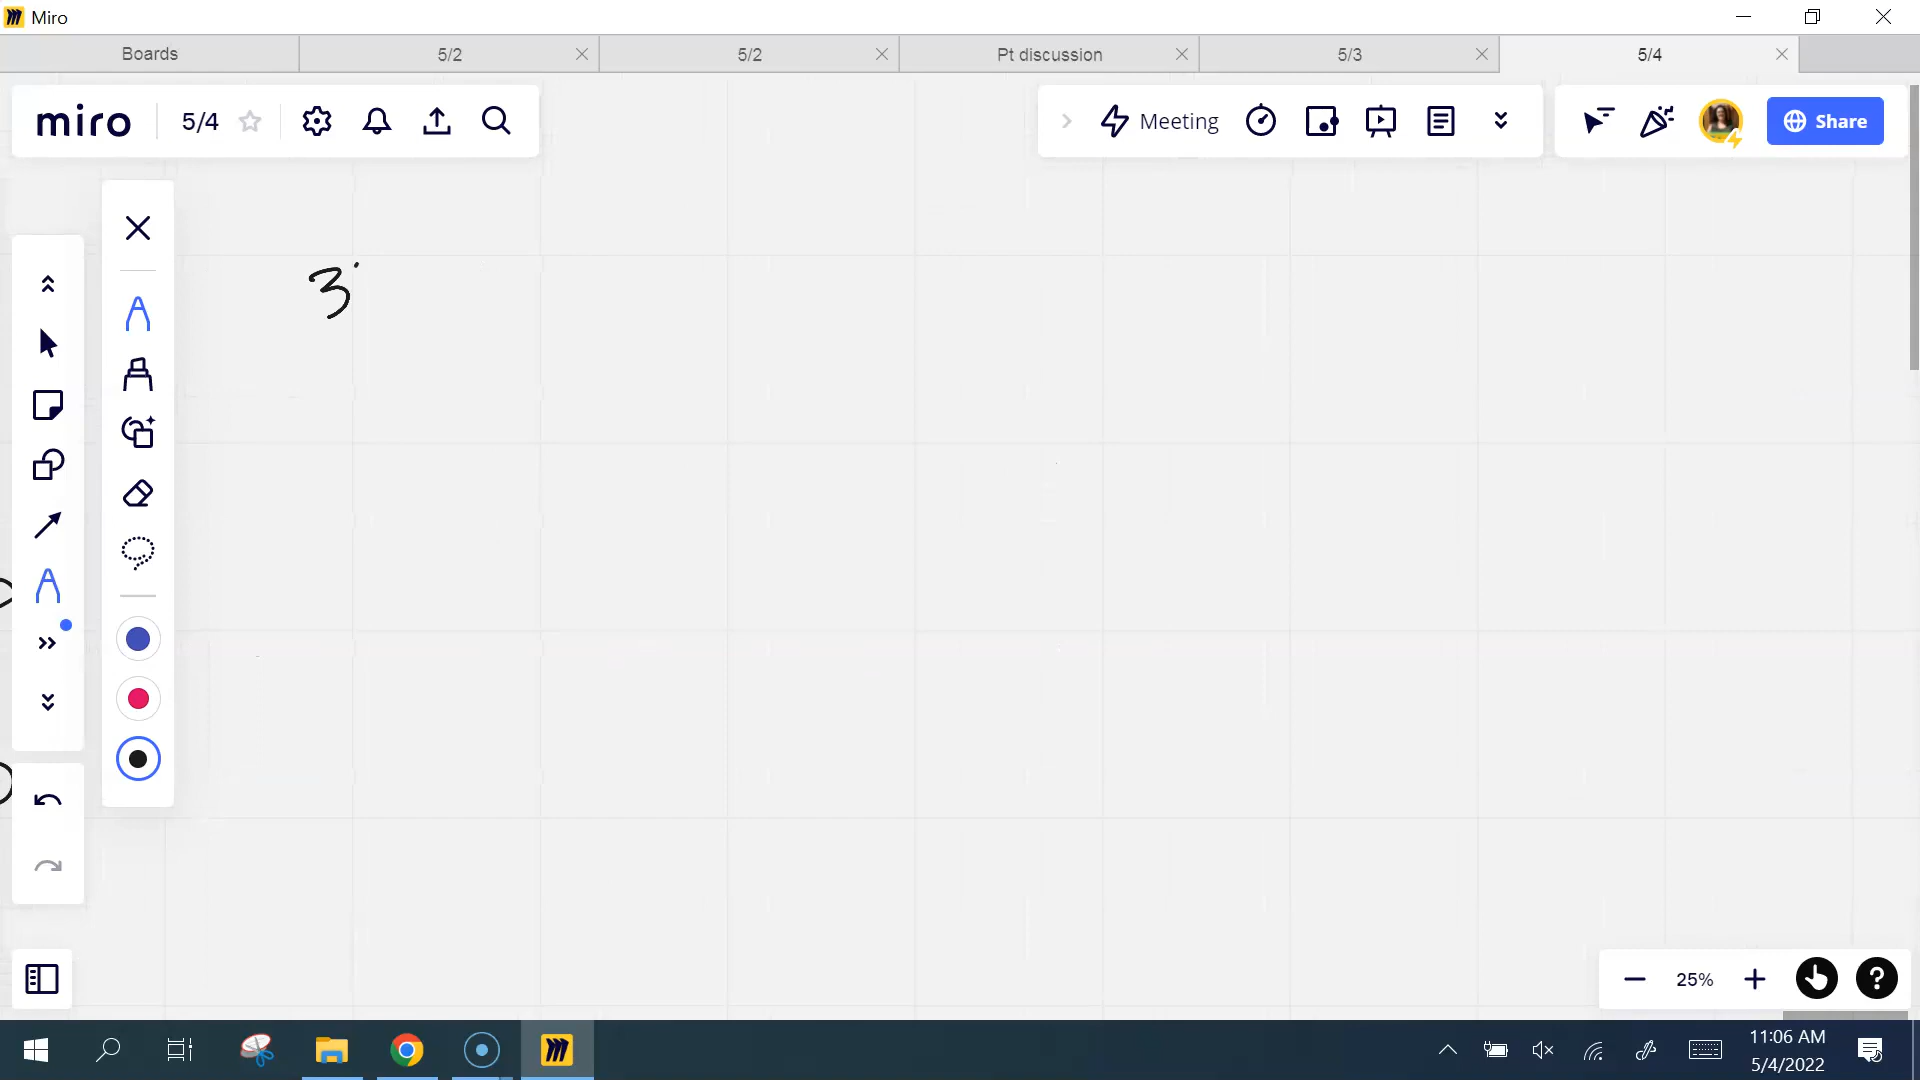 Miro
Boards 5/2 5/2 Pt discussion 5/3 5/4
miro 5/4 Meeting Share
3
25% ?
11:06 AM
5/4/2022